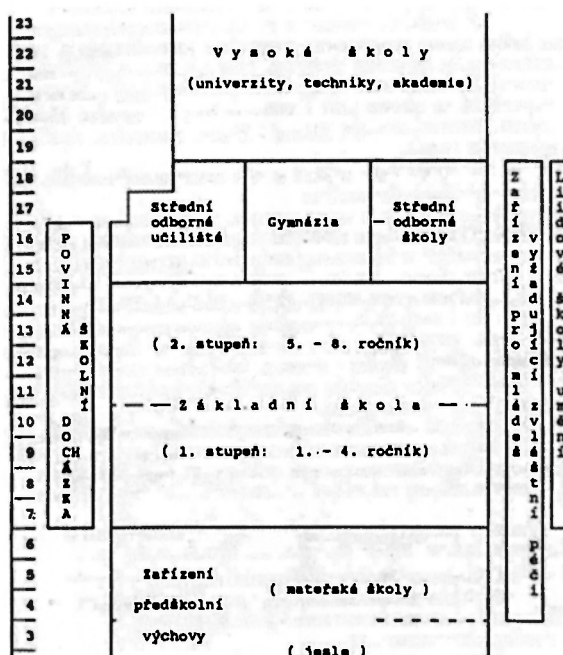 23
22
21
20
19
18
17
16
15
14
13
12
11
10
9
8
7
6
5
4
3
Vysoké školy
(univerzity, techniky, akademie)
Střední
odborná
učiliště
Gymnázia
Střední
odborné
školy
POVINNÁ
ŠKOLNÍ
DOCHÁZKA
( 2. stupeň: 5. - 8. ročník)
Základní škola
(1. stupeň: 1. - 4. ročník)
Zařízení
předškolní
výchovy
( mateřské školy )
( jesle )
Zařízení pro mládež
vyžadující zvláštní péči
Lidové školy umění